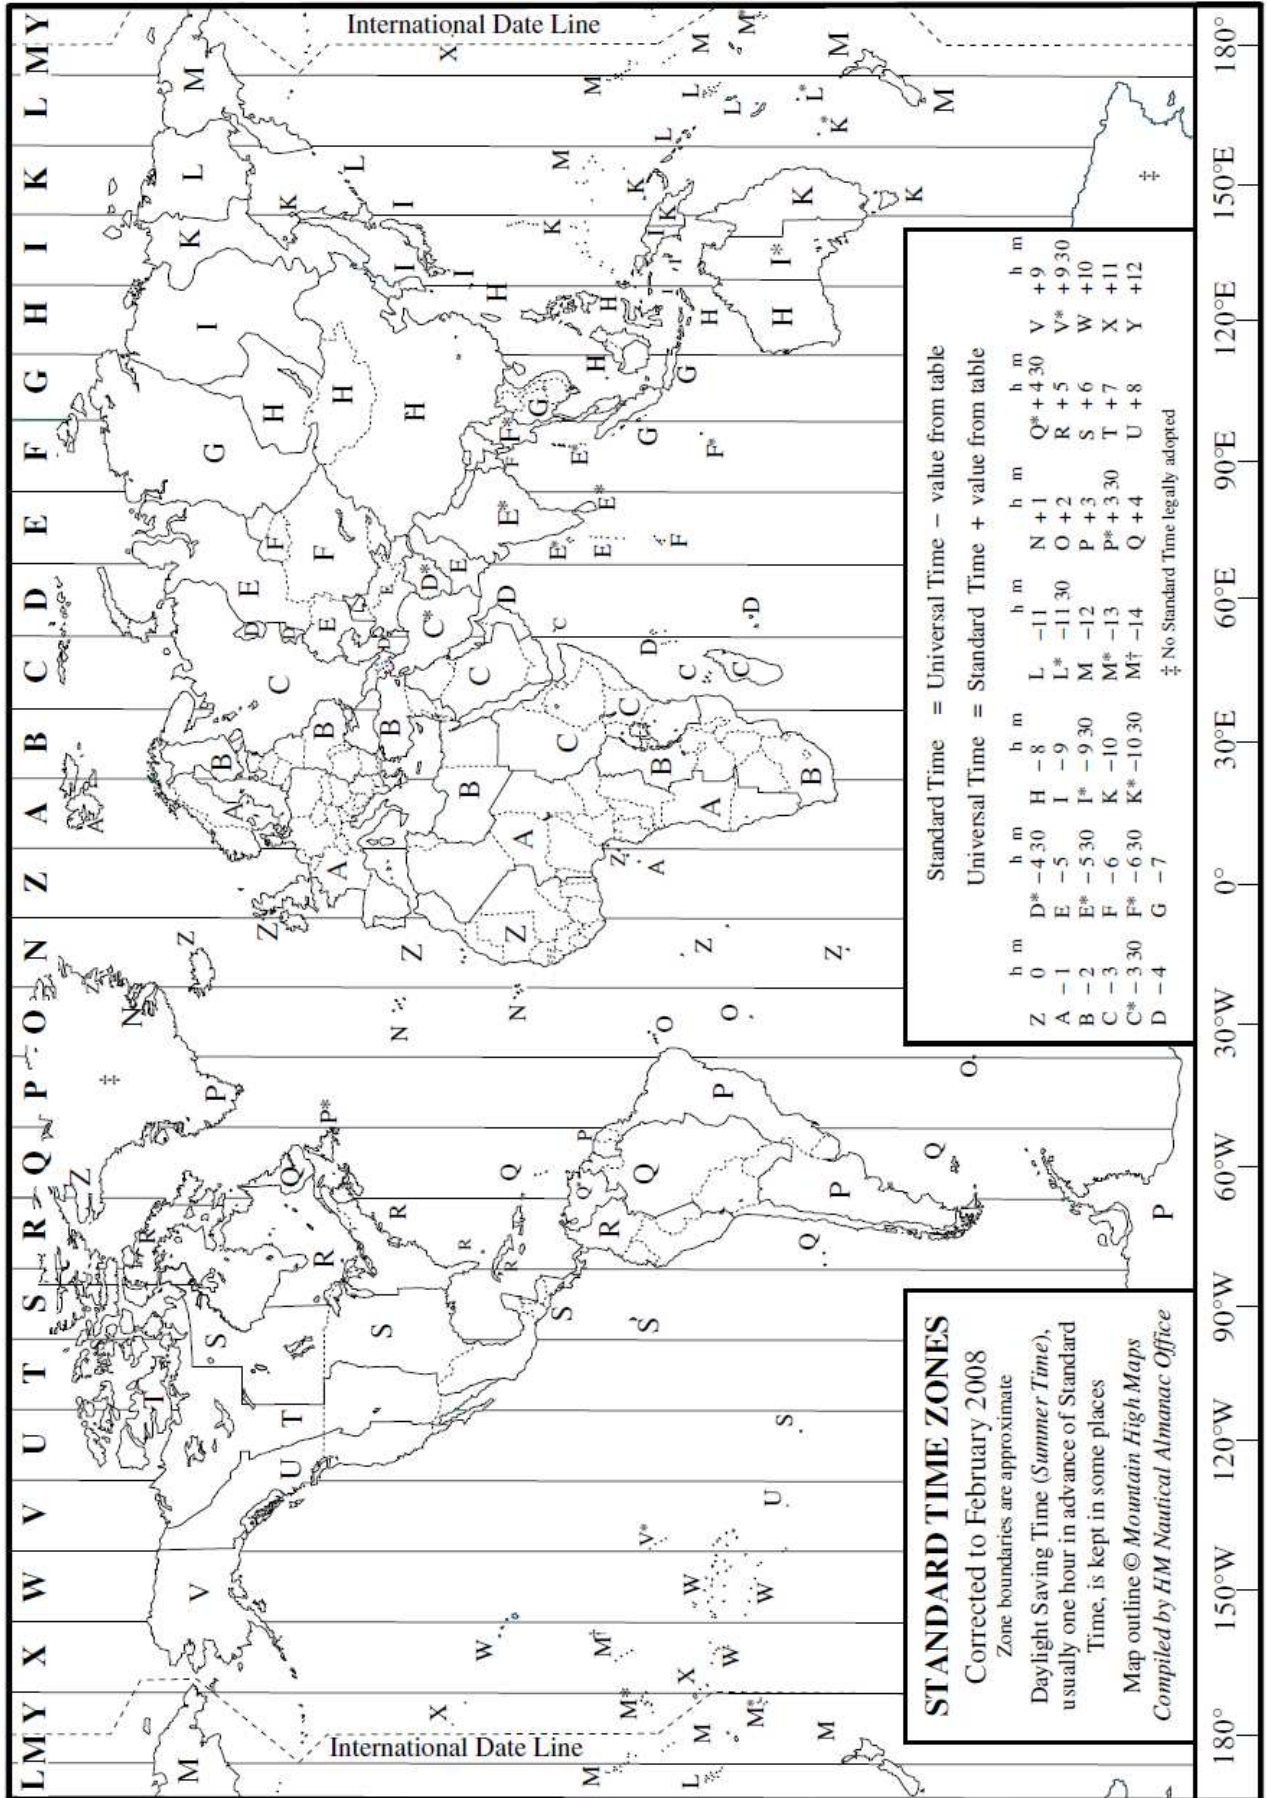 LMY X W V U T S R Q P O N Z A B C D E F G H I K L MY
International Date Line
International Date Line
M
V
T
S
R
Z
‡
P
N
Z
Z
A
B
C
E
G
I
K
L
M
U
T
S
R
Q
P*
Z
A
B
C
D
E
F
H
H
H
K
L
I
X
W
R
R
Q
N
N
Z
Z
A
B
C
C*
D*
E
E*
F
F*
G
H
I
K
M
X
M*
M†
V*
S
S
R
Q
Q
P
P
O
O
Z
A
A
B
B
C
C
D
D
E*
E
F
F*
G
H
I*
K
L
M
M
L
M
M*
X
W
W
W
U
S
Q
P
Q
O
Z
K*
L*
M
M*
M
K
M
P
‡
STANDARD TIME ZONES
Corrected to February 2008
Zone boundaries are approximate
Daylight Saving Time (Summer Time),
usually one hour in advance of Standard
Time, is kept in some places
Map outline © Mountain High Maps
Compiled by HM Nautical Almanac Office
Standard Time = Universal Time − value from table
Universal Time = Standard Time + value from table
h m h m h m h m h m h m h m
Z 0 D* −4 30 H −8 L −11 N +1 Q* +4 30 V +9
A −1 E −5 I −9 L* −11 30 O +2 R +5 V* +9 30
B −2 E* −5 30 I* −9 30 M −12 P +3 S +6 W +10
C −3 F −6 K −10 M* −13 P* +3 30 T +7 X +11
C* −3 30 F* −6 30 K* −10 30 M† −14 Q +4 U +8 Y +12
D −4 G −7 ‡ No Standard Time legally adopted
180° 150°W 120°W 90°W 60°W 30°W 0° 30°E 60°E 90°E 120°E 150°E 180°